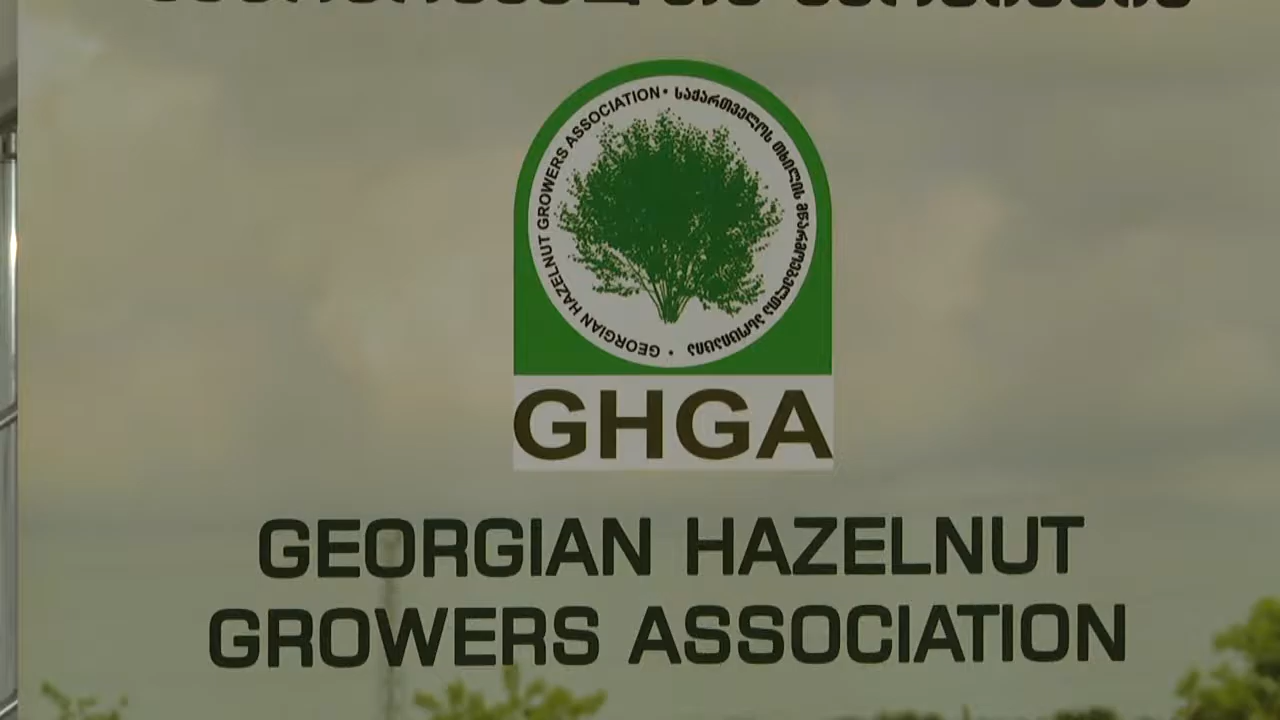 GEORGIAN HAZELNUT GROWERS ASSOCIATION • საქართველოს თხილის მწარმოებელთა ასოციაცია •
GHGA
GEORGIAN HAZELNUT
GROWERS ASSOCIATION